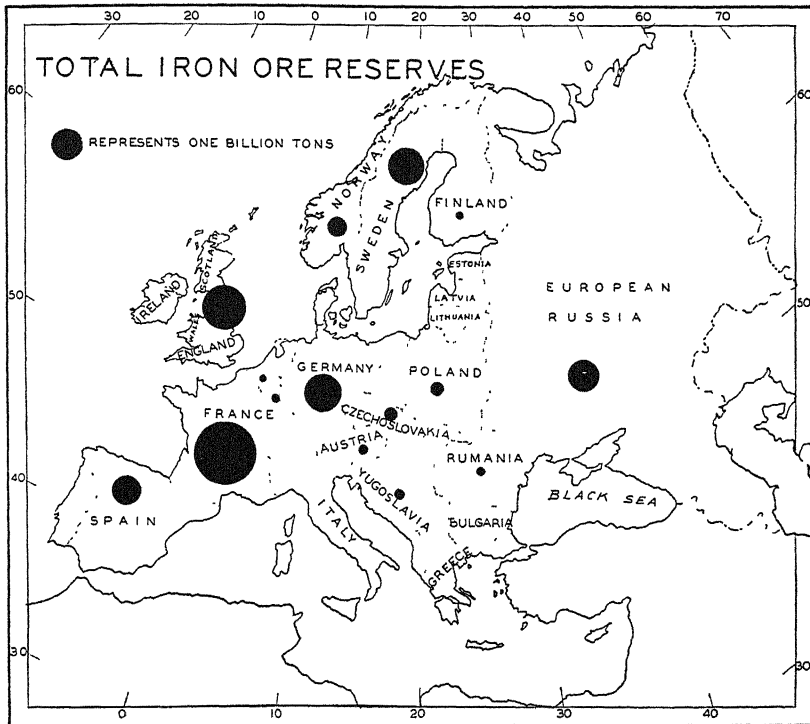 30 20 10 0 10 20 30 40 50 60
TOTAL IRON ORE RESERVES
60 60
REPRESENTS ONE BILLION TONS
NORWAY
SWEDEN
FINLAND
SCOTLAND
ESTONIA
IRELAND
LATVIA
LITHUANIA
EUROPEAN
RUSSIA
50 50
WALES
ENGLAND
GERMANY
POLAND
FRANCE
CZECHOSLOVAKIA
AUSTRIA
RUMANIA
YUGOSLAVIA
40 40
BLACK SEA
SPAIN
ITALY
BULGARIA
GREECE
30 30
0 10 20 30 40